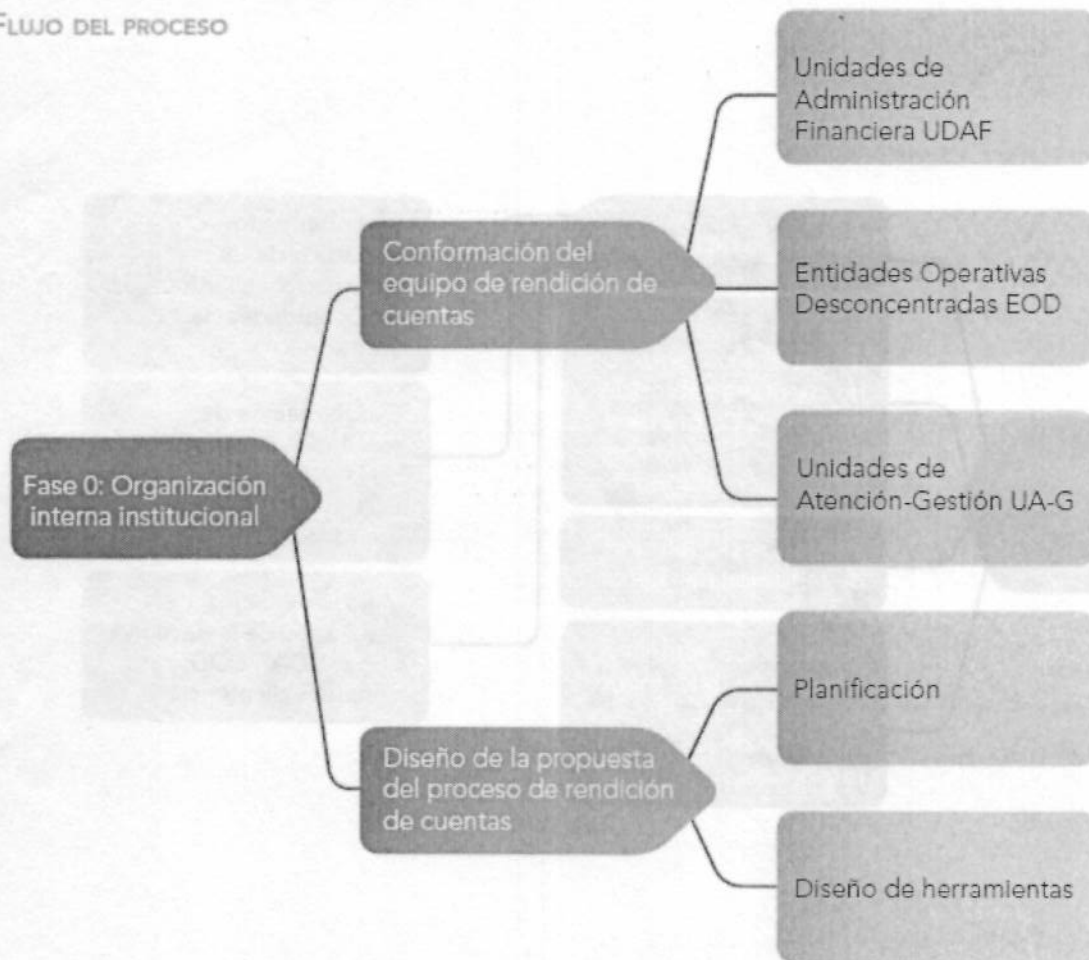 FLUJO DEL PROCESO
Unidades de
Administración
Financiera UDAF
Conformación del
equipo de rendición de
cuentas
Entidades Operativas
Desconcentradas EOD
Fase 0: Organización
interna institucional
Unidades de
Atención-Gestión UA-G
Diseño de la propuesta
del proceso de rendición
de cuentas
Planificación
Diseño de herramientas